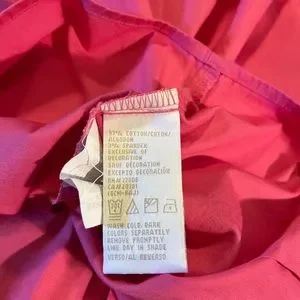 97% COTTON/COTON/
ALGODON
3% SPANDEX
EXCLUSIVE OF
DECORATION
SAUF DECORATION
EXCEPTO DECORACION
WASH COLD, DARK
COLORS SEPARATELY
REMOVE PROMPTLY
LINE DRY IN SHADE
VERSO/AL REVERSO